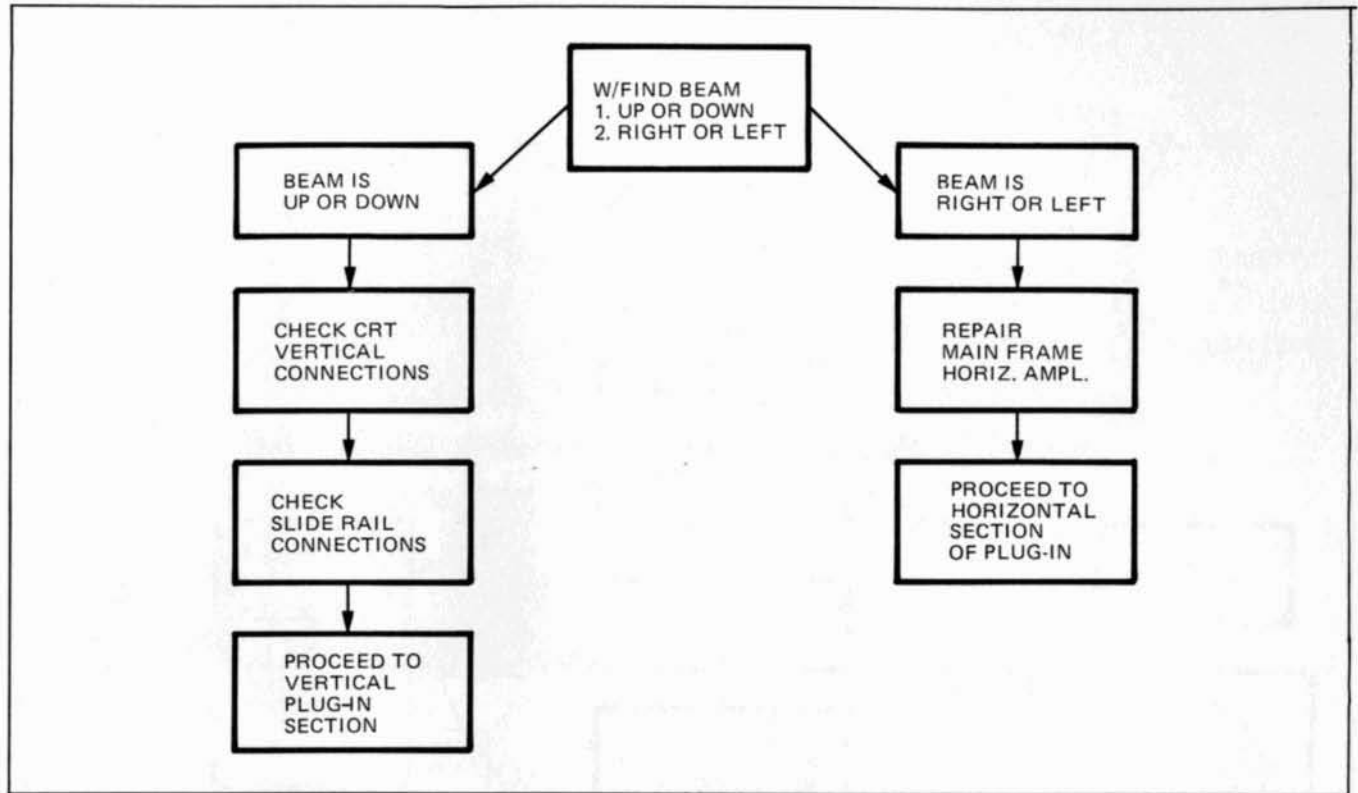 W/FIND BEAM
1. UP OR DOWN
2. RIGHT OR LEFT
BEAM IS
UP OR DOWN
CHECK CRT
VERTICAL
CONNECTIONS
CHECK
SLIDE RAIL
CONNECTIONS
PROCEED TO
VERTICAL
PLUG-IN
SECTION
BEAM IS
RIGHT OR LEFT
REPAIR
MAIN FRAME
HORIZ. AMPL.
PROCEED TO
HORIZONTAL
SECTION
OF PLUG-IN